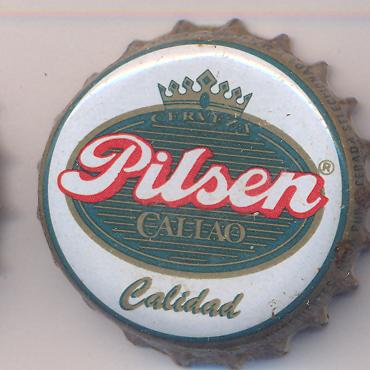 CERVEZA
Pilsen®
CALLAO
Calidad